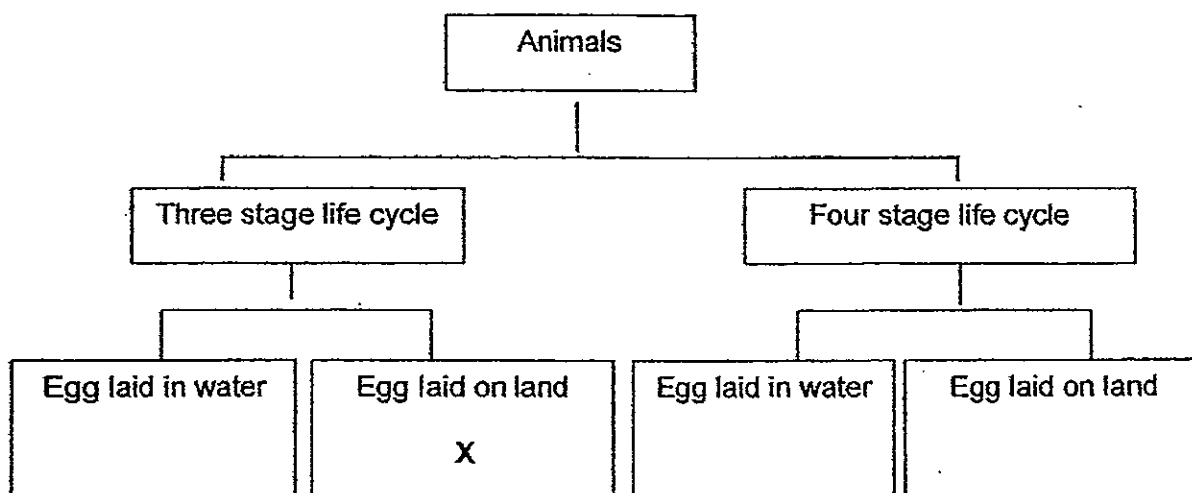 Animals
Three stage life cycle
Four stage life cycle
Egg laid in water
Egg laid on land
Egg laid in water
Egg laid on land
X